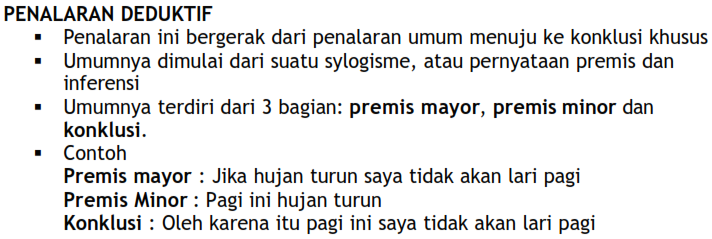 PENALARAN DEDUKTIF
▪ Penalaran ini bergerak dari penalaran umum menuju ke konklusi khusus
▪ Umumnya dimulai dari suatu sylogisme, atau pernyataan premis dan
inferensi
▪ Umumnya terdiri dari 3 bagian: premis mayor, premis minor dan
konklusi.
▪ Contoh
Premis mayor : Jika hujan turun saya tidak akan lari pagi
Premis Minor : Pagi ini hujan turun
Konklusi : Oleh karena itu pagi ini saya tidak akan lari pagi